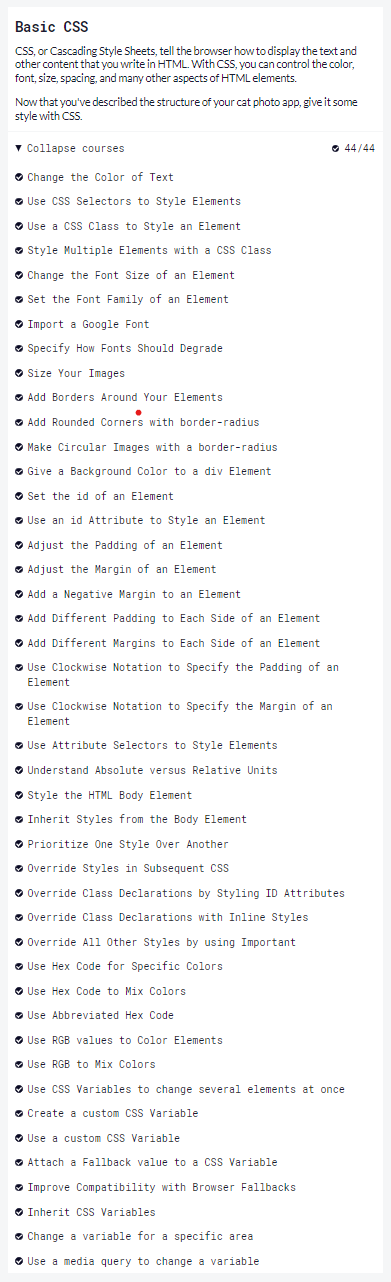 Basic CSS
CSS, or Cascading Style Sheets, tell the browser how to display the text and
other content that you write in HTML. With CSS, you can control the color,
font, size, spacing, and many other aspects of HTML elements.
Now that you've described the structure of your cat photo app, give it some
style with CSS.
Collapse courses 44/44
Change the Color of Text
Use CSS Selectors to Style Elements
Use a CSS Class to Style an Element
Style Multiple Elements with a CSS Class
Change the Font Size of an Element
Set the Font Family of an Element
Import a Google Font
Specify How Fonts Should Degrade
Size Your Images
Add Borders Around Your Elements
Add Rounded Corners with border-radius
Make Circular Images with a border-radius
Give a Background Color to a div Element
Set the id of an Element
Use an id Attribute to Style an Element
Adjust the Padding of an Element
Adjust the Margin of an Element
Add a Negative Margin to an Element
Add Different Padding to Each Side of an Element
Add Different Margins to Each Side of an Element
Use Clockwise Notation to Specify the Padding of an
Element
Use Clockwise Notation to Specify the Margin of an
Element
Use Attribute Selectors to Style Elements
Understand Absolute versus Relative Units
Style the HTML Body Element
Inherit Styles from the Body Element
Prioritize One Style Over Another
Override Styles in Subsequent CSS
Override Class Declarations by Styling ID Attributes
Override Class Declarations with Inline Styles
Override All Other Styles by using Important
Use Hex Code for Specific Colors
Use Hex Code to Mix Colors
Use Abbreviated Hex Code
Use RGB values to Color Elements
Use RGB to Mix Colors
Use CSS Variables to change several elements at once
Create a custom CSS Variable
Use a custom CSS Variable
Attach a Fallback value to a CSS Variable
Improve Compatibility with Browser Fallbacks
Inherit CSS Variables
Change a variable for a specific area
Use a media query to change a variable